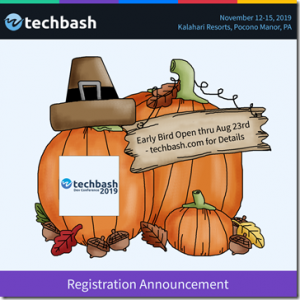 techbash
November 12-15, 2019
Kalahari Resorts, Pocono Manor, PA
Early Bird Open thru Aug 23rd
- techbash.com for Details
techbash
Dev Conference
2019
Registration Announcement